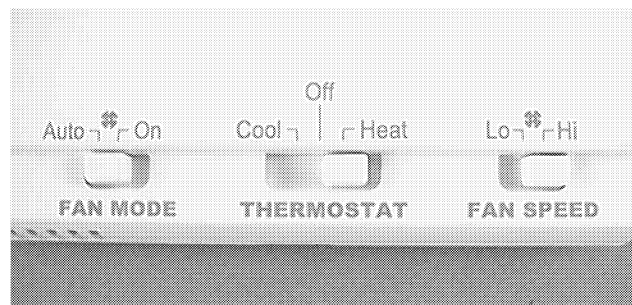 Off
Auto On Cool Heat Lo Hi
FAN MODE THERMOSTAT FAN SPEED